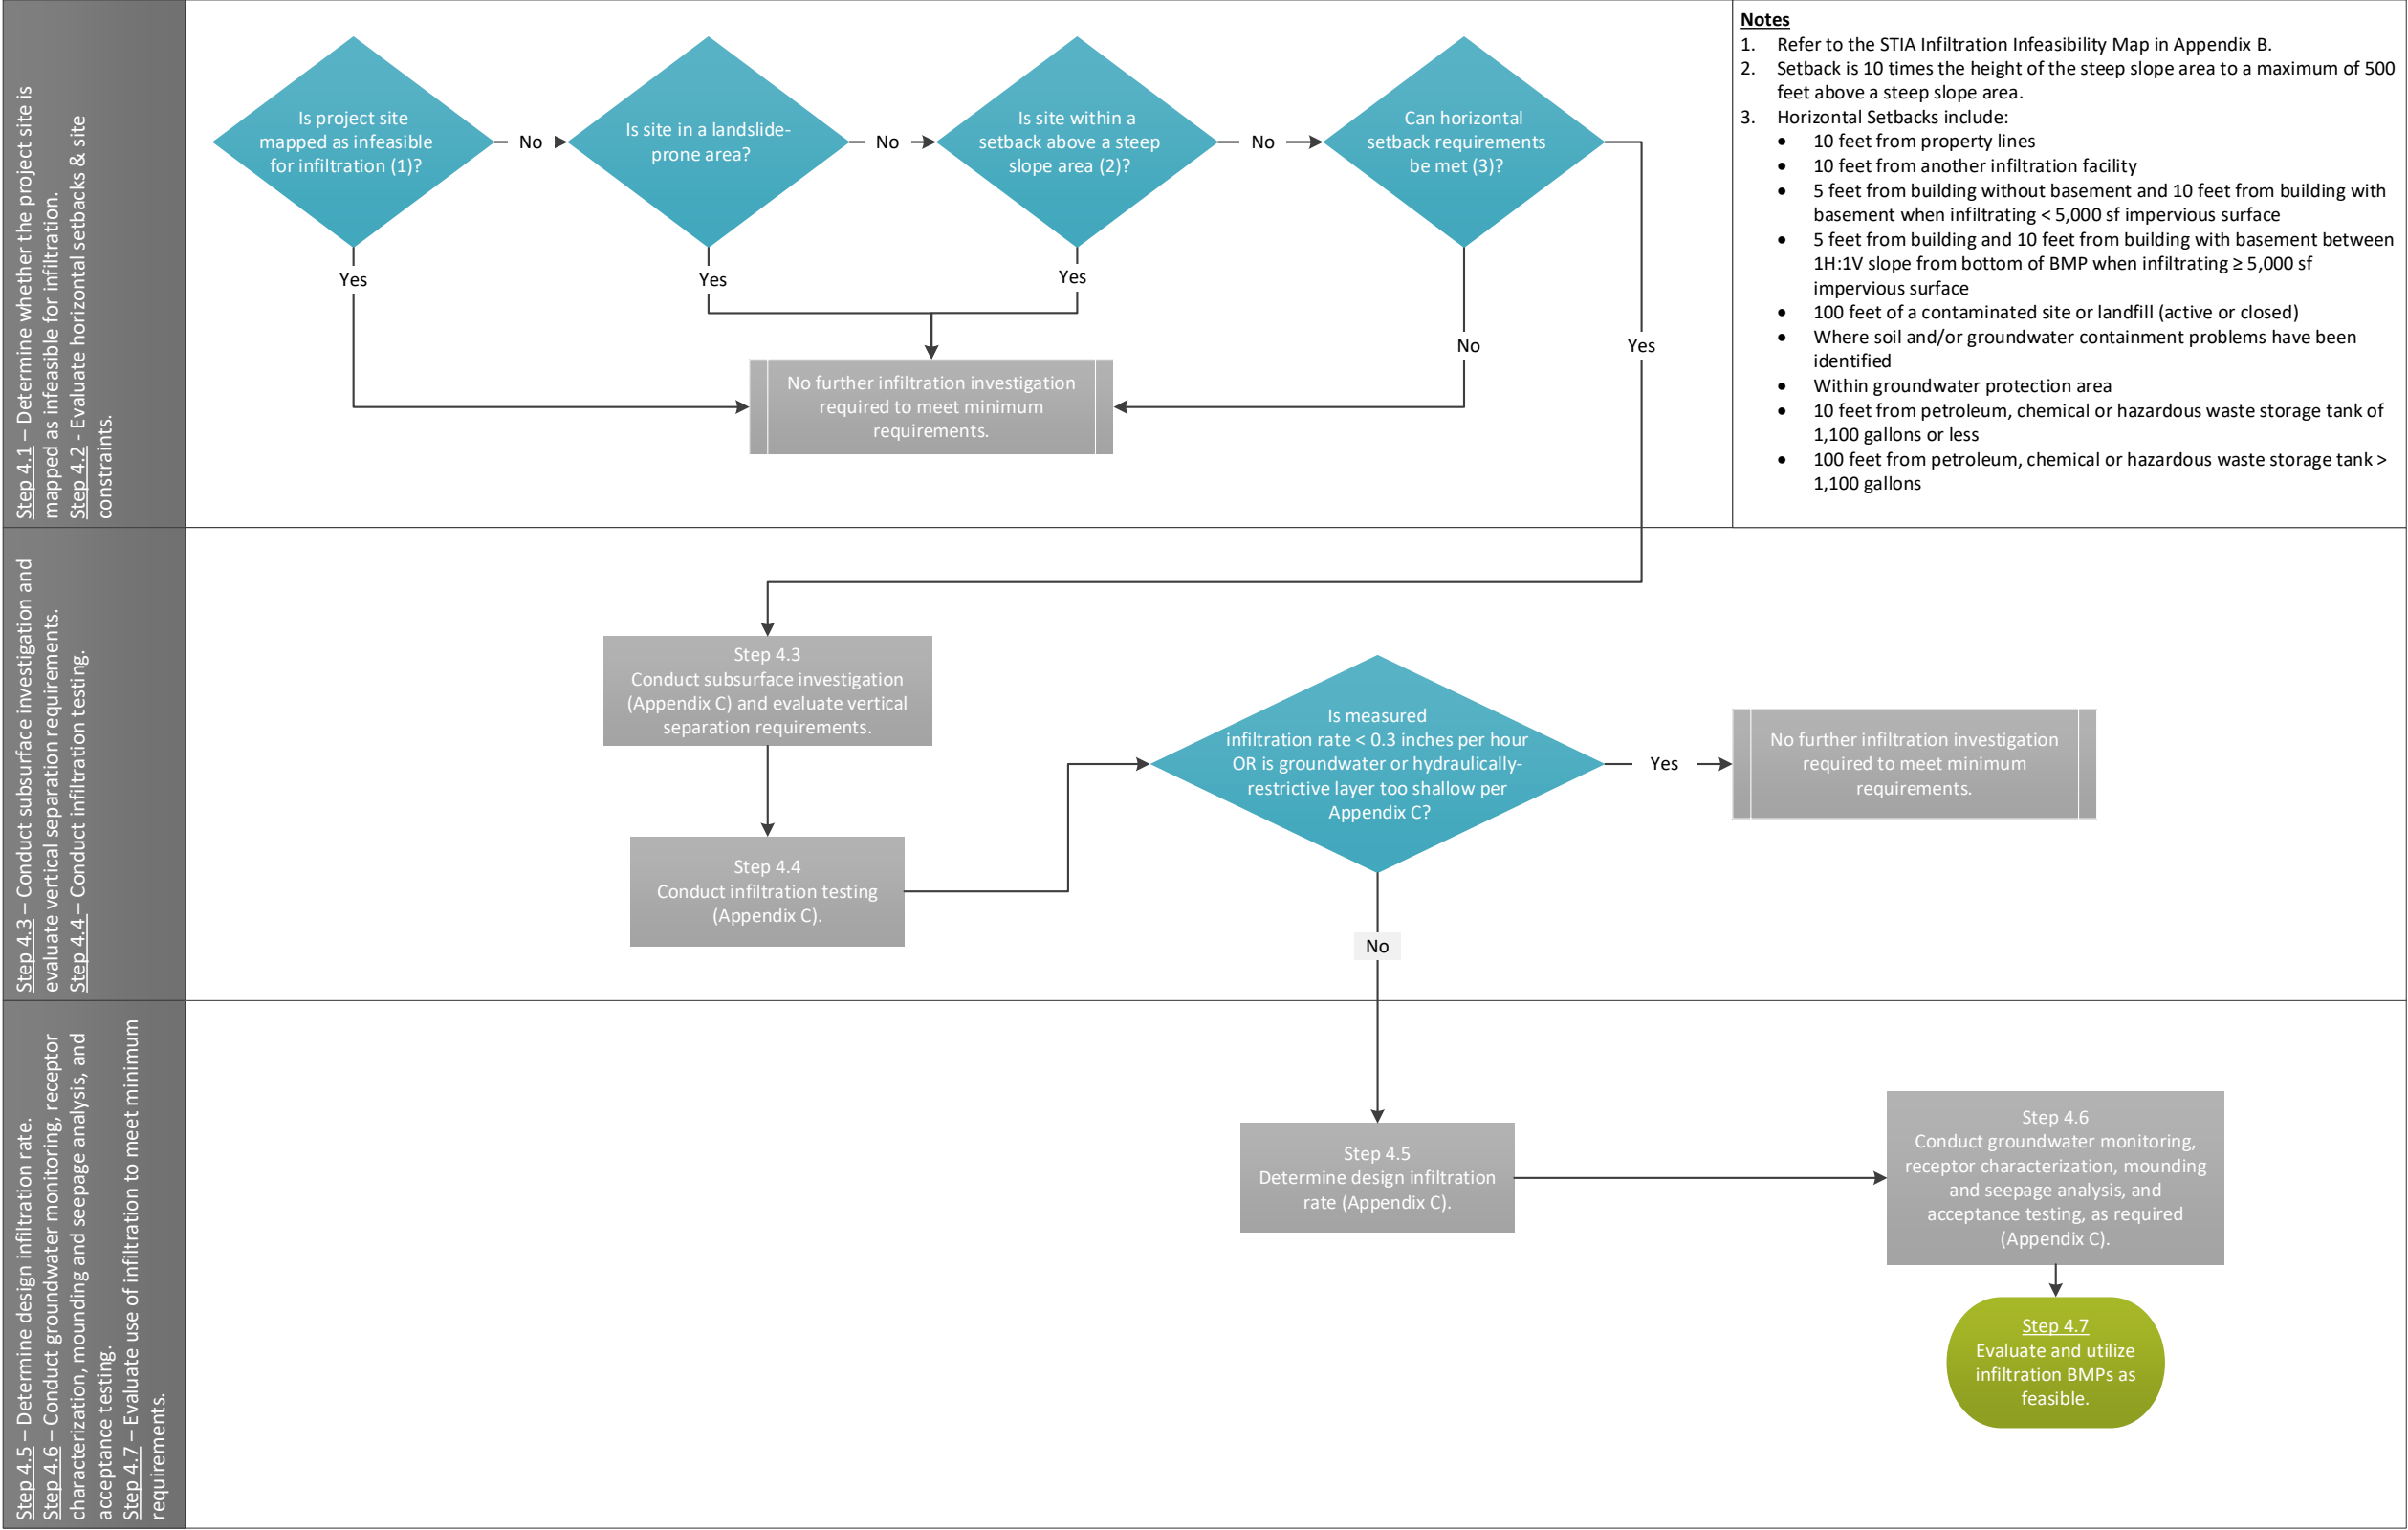 Step 4.1 – Determine whether the project site is
mapped as infeasible for infiltration.
Step 4.2 - Evaluate horizontal setbacks & site
constraints.
Is project site
mapped as infeasible
for infiltration (1)?
No
Is site in a landslide-
prone area?
No
Is site within a
setback above a steep
slope area (2)?
No
Can horizontal
setback requirements
be met (3)?
Yes
Yes
Yes
No
Yes
No further infiltration investigation
required to meet minimum
requirements.
Notes
1. Refer to the STIA Infiltration Infeasibility Map in Appendix B.
2. Setback is 10 times the height of the steep slope area to a maximum of 500
feet above a steep slope area.
3. Horizontal Setbacks include:
• 10 feet from property lines
• 10 feet from another infiltration facility
• 5 feet from building without basement and 10 feet from building with
basement when infiltrating < 5,000 sf impervious surface
• 5 feet from building and 10 feet from building with basement between
1H:1V slope from bottom of BMP when infiltrating ≥ 5,000 sf
impervious surface
• 100 feet of a contaminated site or landfill (active or closed)
• Where soil and/or groundwater containment problems have been
identified
• Within groundwater protection area
• 10 feet from petroleum, chemical or hazardous waste storage tank of
1,100 gallons or less
• 100 feet from petroleum, chemical or hazardous waste storage tank >
1,100 gallons
Step 4.3 – Conduct subsurface investigation and
evaluate vertical separation requirements.
Step 4.4 – Conduct infiltration testing.
Step 4.3
Conduct subsurface investigation
(Appendix C) and evaluate vertical
separation requirements.
Step 4.4
Conduct infiltration testing
(Appendix C).
Is measured
infiltration rate < 0.3 inches per hour
OR is groundwater or hydraulically-
restrictive layer too shallow per
Appendix C?
Yes
No further infiltration investigation
required to meet minimum
requirements.
No
Step 4.5 – Determine design infiltration rate.
Step 4.6 – Conduct groundwater monitoring, receptor
characterization, mounding and seepage analysis, and
acceptance testing.
Step 4.7 – Evaluate use of infiltration to meet minimum
requirements.
Step 4.5
Determine design infiltration
rate (Appendix C).
Step 4.6
Conduct groundwater monitoring,
receptor characterization, mounding
and seepage analysis, and
acceptance testing, as required
(Appendix C).
Step 4.7
Evaluate and utilize
infiltration BMPs as
feasible.